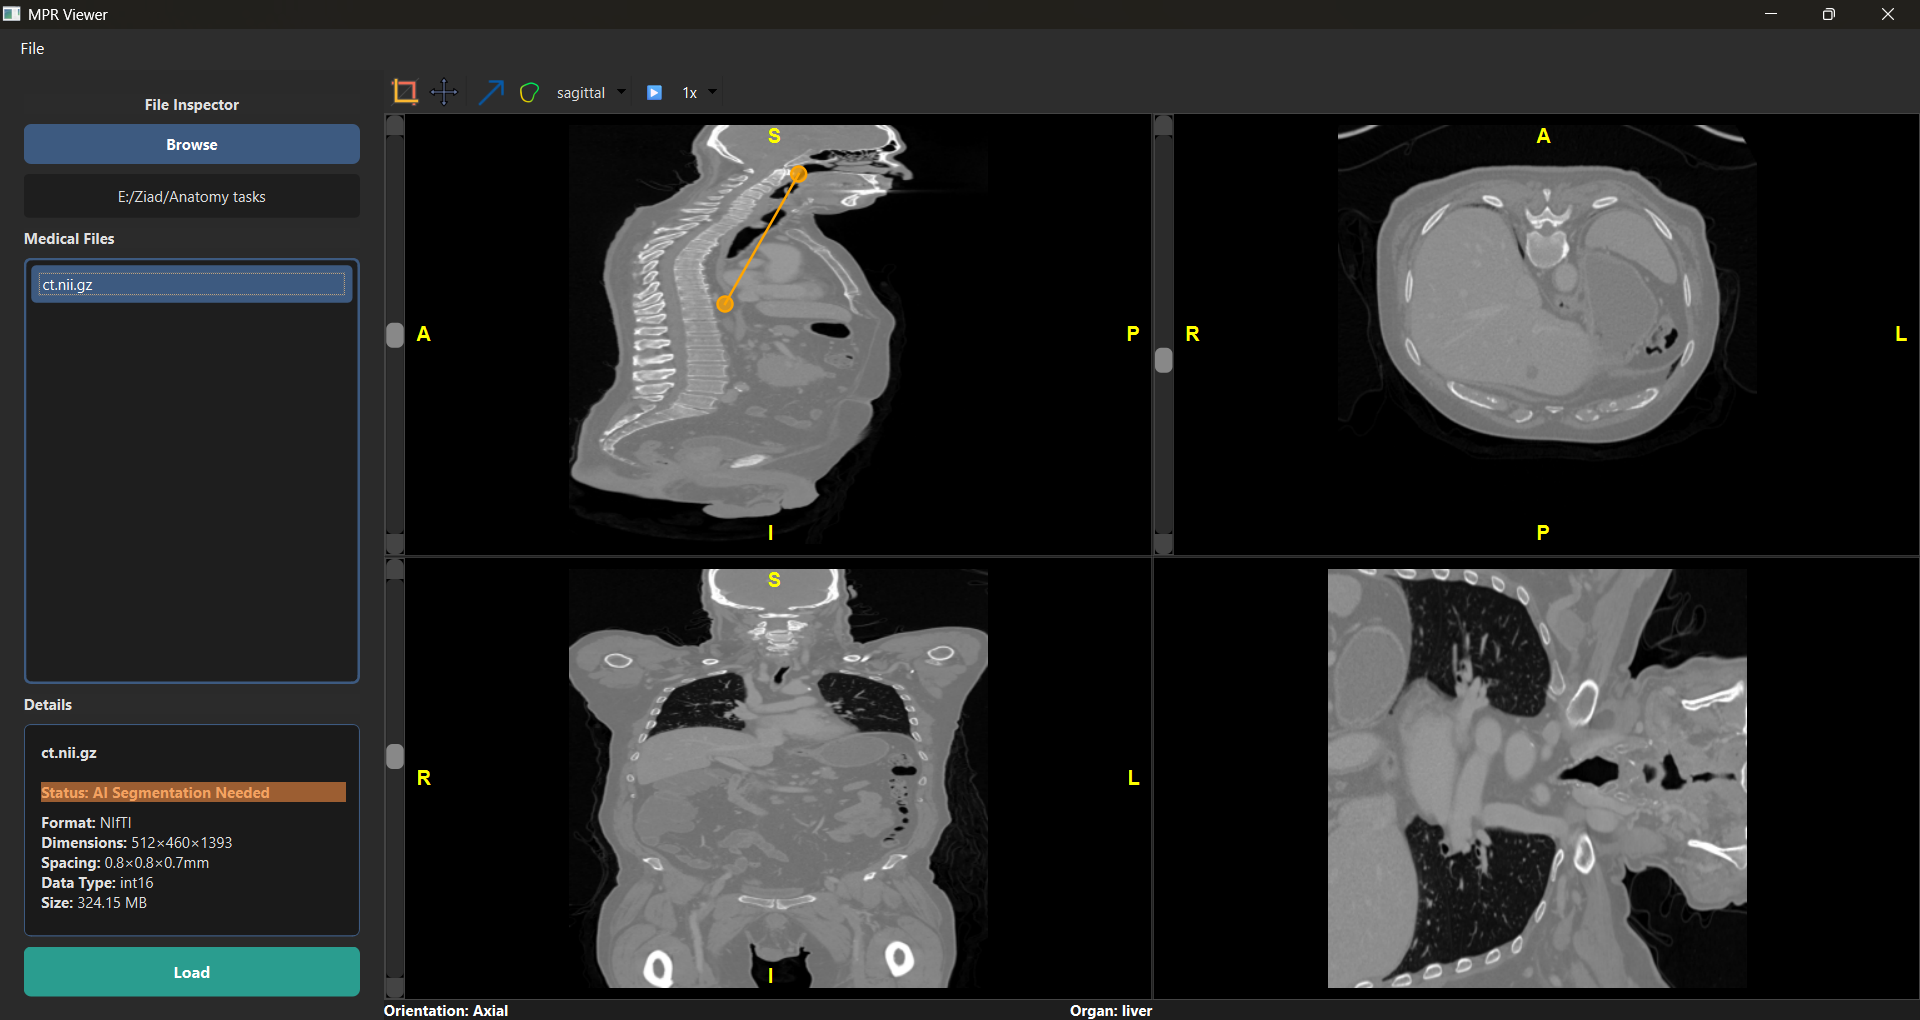 MPR Viewer
File
File Inspector
Browse
E:/Ziad/Anatomy tasks
Medical Files
ct.nii.gz
Details
ct.nii.gz
Status: AI Segmentation Needed
Format: NIfTI
Dimensions: 512×460×1393
Spacing: 0.8×0.8×0.7mm
Data Type: int16
Size: 324.15 MB
Load
sagittal
1x
S
A
P
I
A
R
L
P
S
R
L
I
Orientation: Axial
Organ: liver